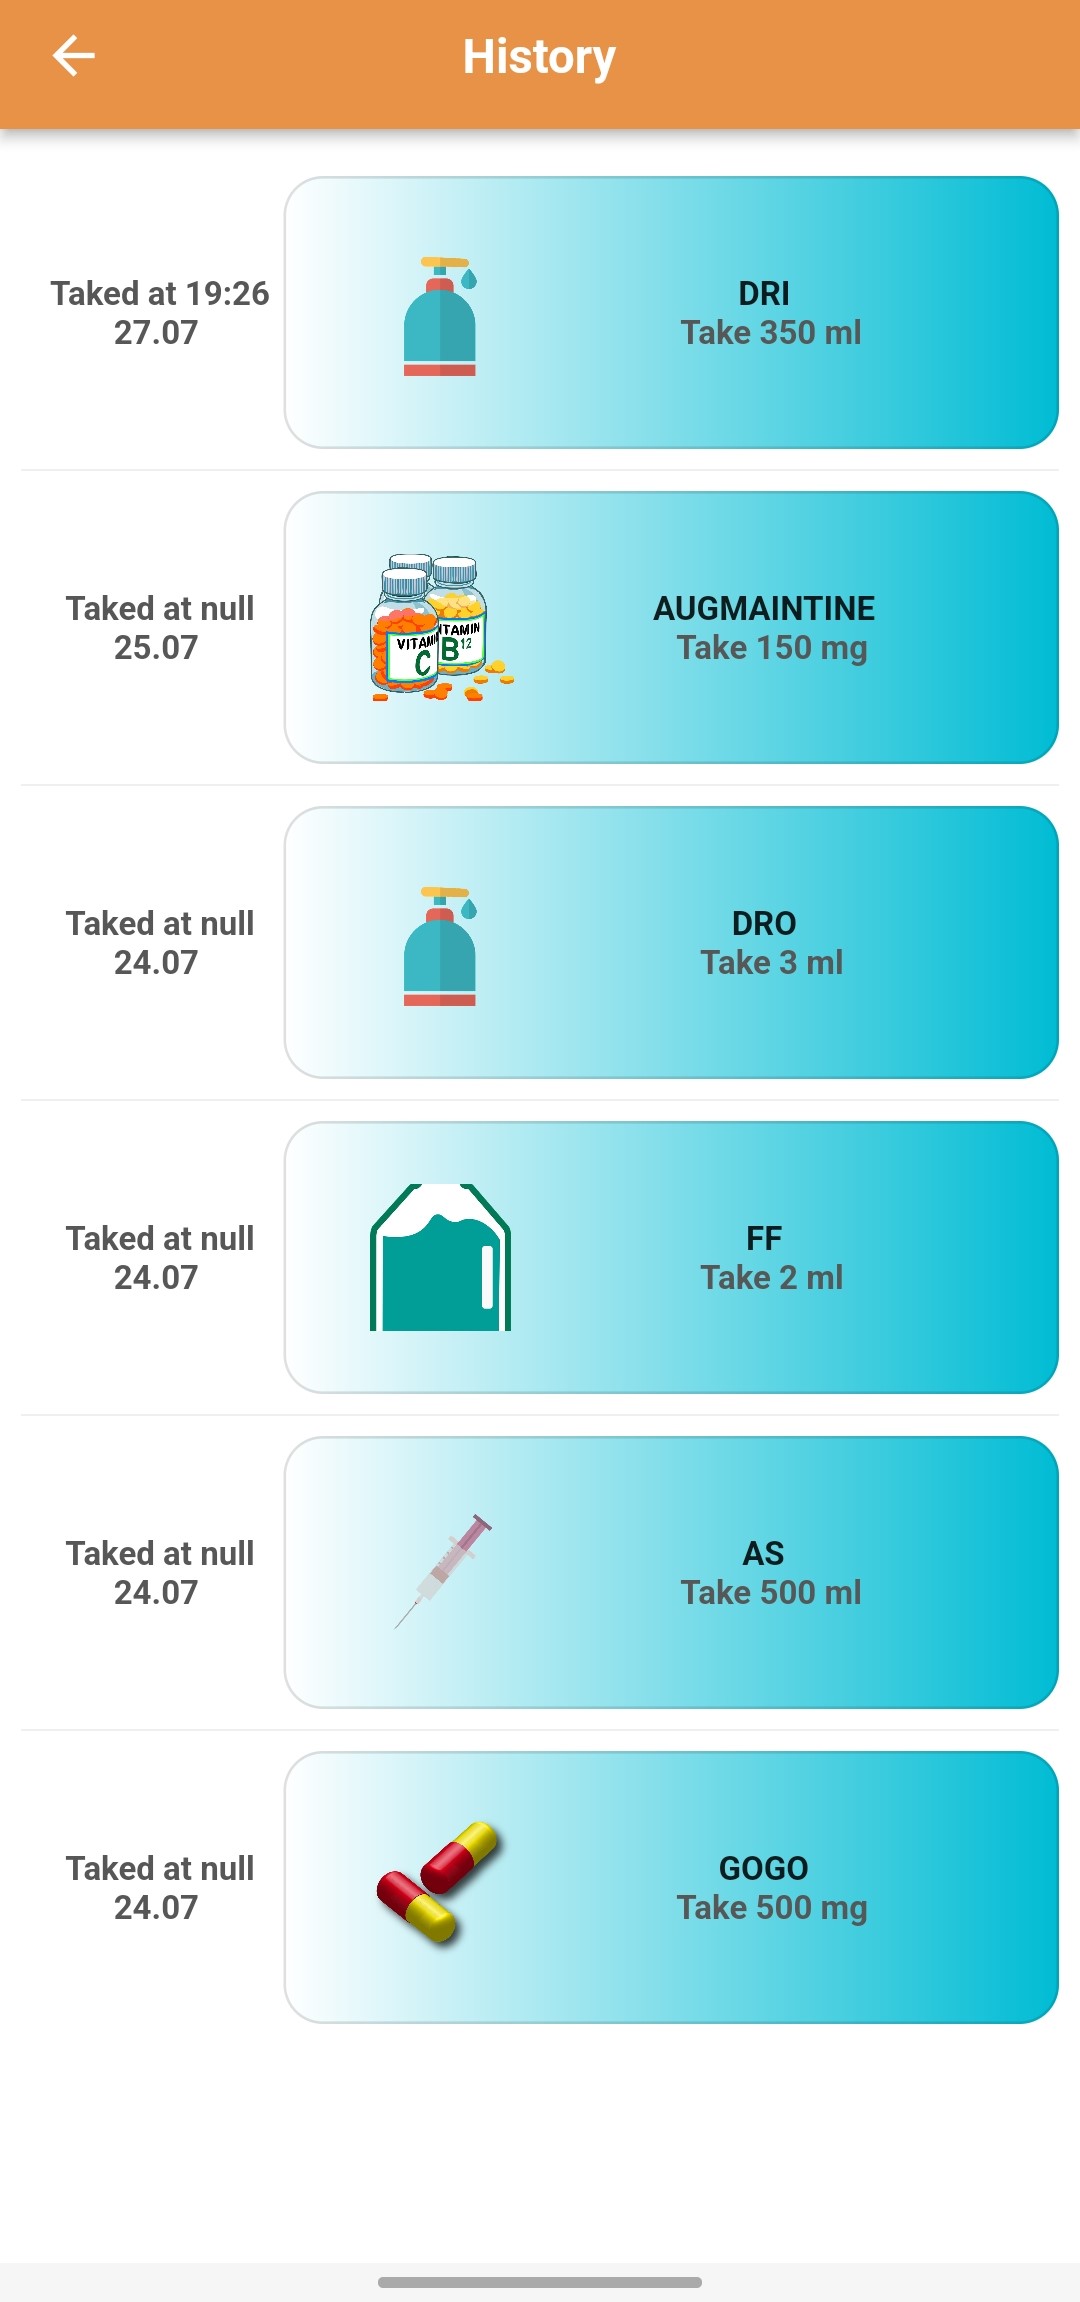 History
Taked at 19:26
27.07
DRI
Take 350 ml
Taked at null
25.07
VITAMIN
C
VITAMIN
B12
AUGMAINTINE
Take 150 mg
Taked at null
24.07
DRO
Take 3 ml
Taked at null
24.07
FF
Take 2 ml
Taked at null
24.07
AS
Take 500 ml
Taked at null
24.07
GOGO
Take 500 mg